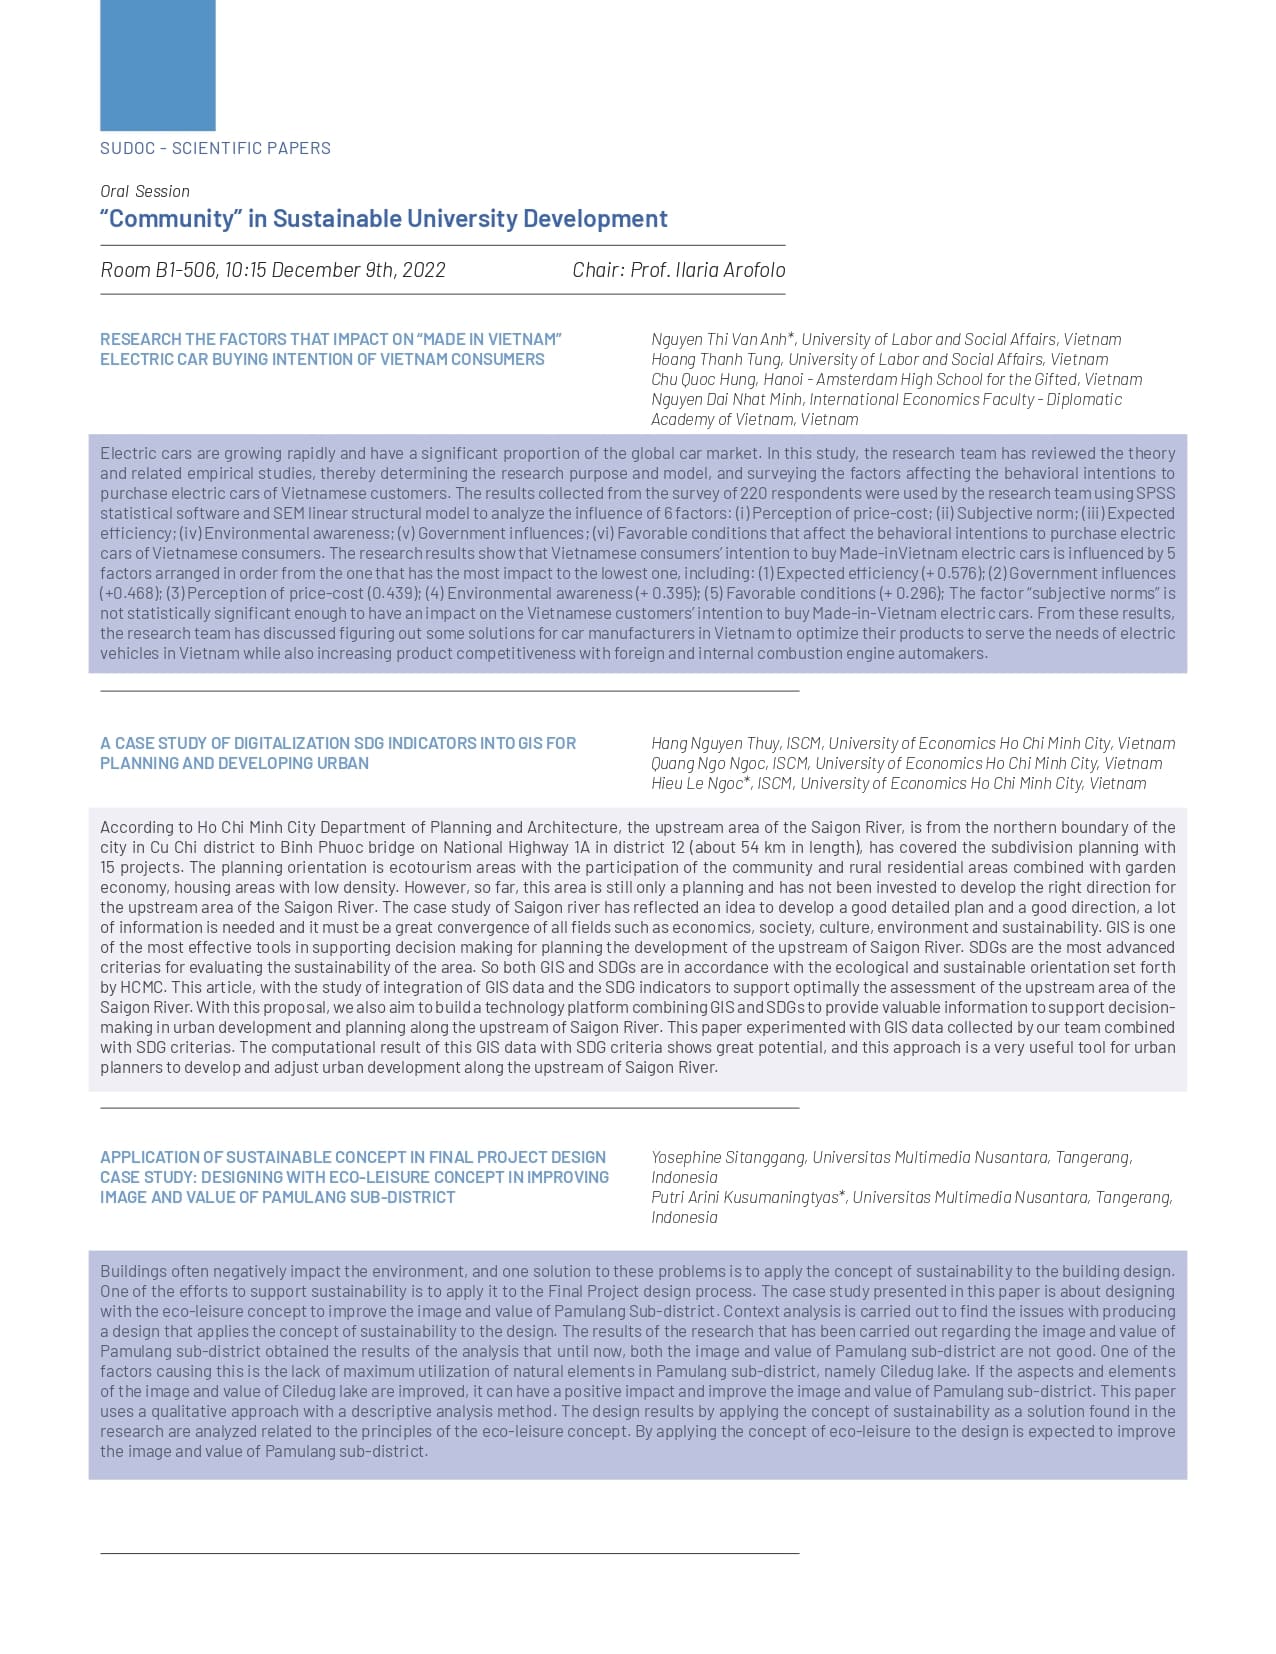 SUDOC - SCIENTIFIC PAPERS
Oral Session
“Community” in Sustainable University Development
Room B1-506, 10:15 December 9th, 2022 Chair: Prof. Ilaria Arofolo
RESEARCH THE FACTORS THAT IMPACT ON “MADE IN VIETNAM”
ELECTRIC CAR BUYING INTENTION OF VIETNAM CONSUMERS
Nguyen Thi Van Anh*, University of Labor and Social Affairs, Vietnam
Hoang Thanh Tung, University of Labor and Social Affairs, Vietnam
Chu Quoc Hung, Hanoi - Amsterdam High School for the Gifted, Vietnam
Nguyen Dai Nhat Minh, International Economics Faculty - Diplomatic
Academy of Vietnam, Vietnam
Electric cars are growing rapidly and have a significant proportion of the global car market. In this study, the research team has reviewed the theory
and related empirical studies, thereby determining the research purpose and model, and surveying the factors affecting the behavioral intentions to
purchase electric cars of Vietnamese customers. The results collected from the survey of 220 respondents were used by the research team using SPSS
statistical software and SEM linear structural model to analyze the influence of 6 factors: (i) Perception of price-cost; (ii) Subjective norm; (iii) Expected
efficiency; (iv) Environmental awareness; (v) Government influences; (vi) Favorable conditions that affect the behavioral intentions to purchase electric
cars of Vietnamese consumers. The research results show that Vietnamese consumers’ intention to buy Made-inVietnam electric cars is influenced by 5
factors arranged in order from the one that has the most impact to the lowest one, including: (1) Expected efficiency (+ 0.576); (2) Government influences
(+0.468); (3) Perception of price-cost (0.439); (4) Environmental awareness (+ 0.395); (5) Favorable conditions (+ 0.296); The factor “subjective norms” is
not statistically significant enough to have an impact on the Vietnamese customers’ intention to buy Made-in-Vietnam electric cars. From these results,
the research team has discussed figuring out some solutions for car manufacturers in Vietnam to optimize their products to serve the needs of electric
vehicles in Vietnam while also increasing product competitiveness with foreign and internal combustion engine automakers.
A CASE STUDY OF DIGITALIZATION SDG INDICATORS INTO GIS FOR
PLANNING AND DEVELOPING URBAN
Hang Nguyen Thuy, ISCM, University of Economics Ho Chi Minh City, Vietnam
Quang Ngo Ngoc, ISCM, University of Economics Ho Chi Minh City, Vietnam
Hieu Le Ngoc*, ISCM, University of Economics Ho Chi Minh City, Vietnam
According to Ho Chi Minh City Department of Planning and Architecture, the upstream area of the Saigon River, is from the northern boundary of the
city in Cu Chi district to Binh Phuoc bridge on National Highway 1A in district 12 (about 54 km in length), has covered the subdivision planning with
15 projects. The planning orientation is ecotourism areas with the participation of the community and rural residential areas combined with garden
economy, housing areas with low density. However, so far, this area is still only a planning and has not been invested to develop the right direction for
the upstream area of the Saigon River. The case study of Saigon river has reflected an idea to develop a good detailed plan and a good direction, a lot
of information is needed and it must be a great convergence of all fields such as economics, society, culture, environment and sustainability. GIS is one
of the most effective tools in supporting decision making for planning the development of the upstream of Saigon River. SDGs are the most advanced
criterias for evaluating the sustainability of the area. So both GIS and SDGs are in accordance with the ecological and sustainable orientation set forth
by HCMC. This article, with the study of integration of GIS data and the SDG indicators to support optimally the assessment of the upstream area of the
Saigon River. With this proposal, we also aim to build a technology platform combining GIS and SDGs to provide valuable information to support decision-
making in urban development and planning along the upstream of Saigon River. This paper experimented with GIS data collected by our team combined
with SDG criterias. The computational result of this GIS data with SDG criteria shows great potential, and this approach is a very useful tool for urban
planners to develop and adjust urban development along the upstream of Saigon River.
APPLICATION OF SUSTAINABLE CONCEPT IN FINAL PROJECT DESIGN
CASE STUDY: DESIGNING WITH ECO-LEISURE CONCEPT IN IMPROVING
IMAGE AND VALUE OF PAMULANG SUB-DISTRICT
Yosephine Sitanggang, Universitas Multimedia Nusantara, Tangerang,
Indonesia
Putri Arini Kusumaningtyas*, Universitas Multimedia Nusantara, Tangerang,
Indonesia
Buildings often negatively impact the environment, and one solution to these problems is to apply the concept of sustainability to the building design.
One of the efforts to support sustainability is to apply it to the Final Project design process. The case study presented in this paper is about designing
with the eco-leisure concept to improve the image and value of Pamulang Sub-district. Context analysis is carried out to find the issues with producing
a design that applies the concept of sustainability to the design. The results of the research that has been carried out regarding the image and value of
Pamulang sub-district obtained the results of the analysis that until now, both the image and value of Pamulang sub-district are not good. One of the
factors causing this is the lack of maximum utilization of natural elements in Pamulang sub-district, namely Ciledug lake. If the aspects and elements
of the image and value of Ciledug lake are improved, it can have a positive impact and improve the image and value of Pamulang sub-district. This paper
uses a qualitative approach with a descriptive analysis method. The design results by applying the concept of sustainability as a solution found in the
research are analyzed related to the principles of the eco-leisure concept. By applying the concept of eco-leisure to the design is expected to improve
the image and value of Pamulang sub-district.